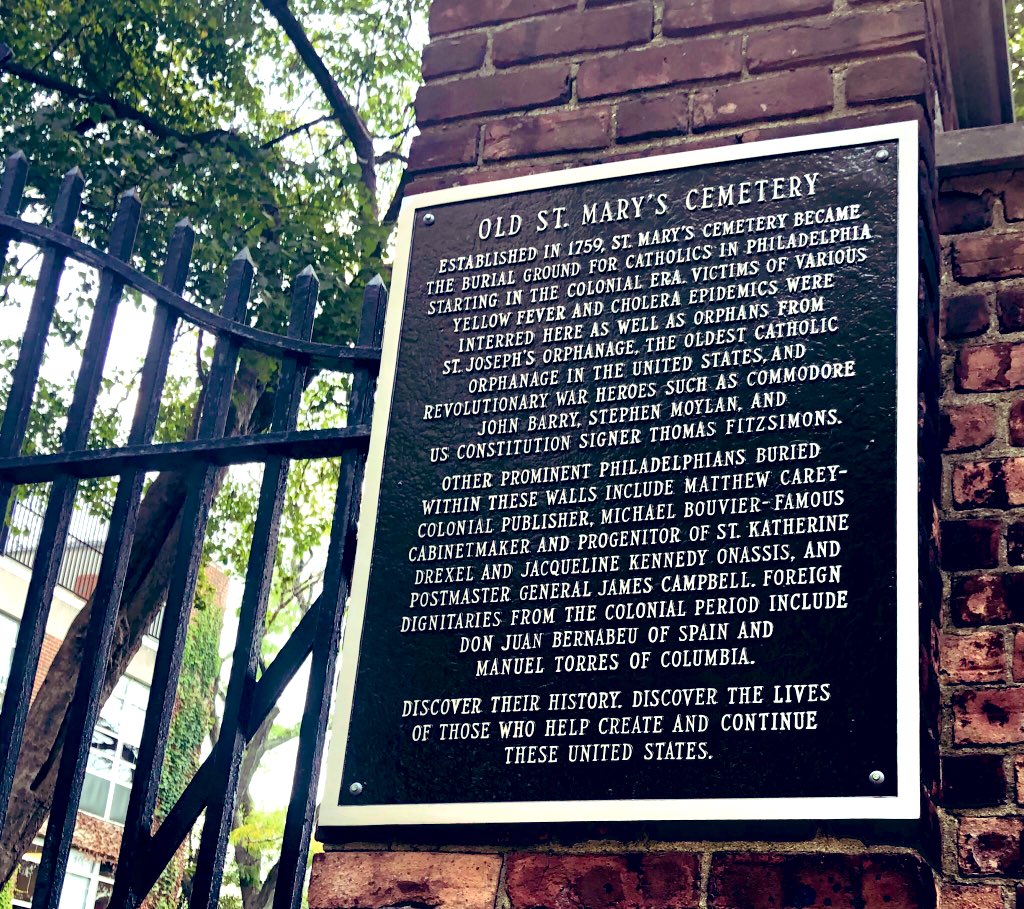 OLD ST. MARY'S CEMETERY
ESTABLISHED IN 1759, ST. MARY'S CEMETERY BECAME
THE BURIAL GROUND FOR CATHOLICS IN PHILADELPHIA
STARTING IN THE COLONIAL ERA. VICTIMS OF VARIOUS
YELLOW FEVER AND CHOLERA EPIDEMICS WERE
INTERRED HERE AS WELL AS ORPHANS FROM
ST. JOSEPH'S ORPHANAGE, THE OLDEST CATHOLIC
ORPHANAGE IN THE UNITED STATES, AND
REVOLUTIONARY WAR HEROES SUCH AS COMMODORE
JOHN BARRY, STEPHEN MOYLAN, AND
US CONSTITUTION SIGNER THOMAS FITZSIMONS.
OTHER PROMINENT PHILADELPHIANS BURIED
WITHIN THESE WALLS INCLUDE MATTHEW CAREY-
COLONIAL PUBLISHER, MICHAEL BOUVIER-FAMOUS
CABINETMAKER AND PROGENITOR OF ST. KATHERINE
DREXEL AND JACQUELINE KENNEDY ONASSIS, AND
POSTMASTER GENERAL JAMES CAMPBELL. FOREIGN
DIGNITARIES FROM THE COLONIAL PERIOD INCLUDE
DON JUAN BERNABEU OF SPAIN AND
MANUEL TORRES OF COLUMBIA.
DISCOVER THEIR HISTORY. DISCOVER THE LIVES
OF THOSE WHO HELP CREATE AND CONTINUE
THESE UNITED STATES.